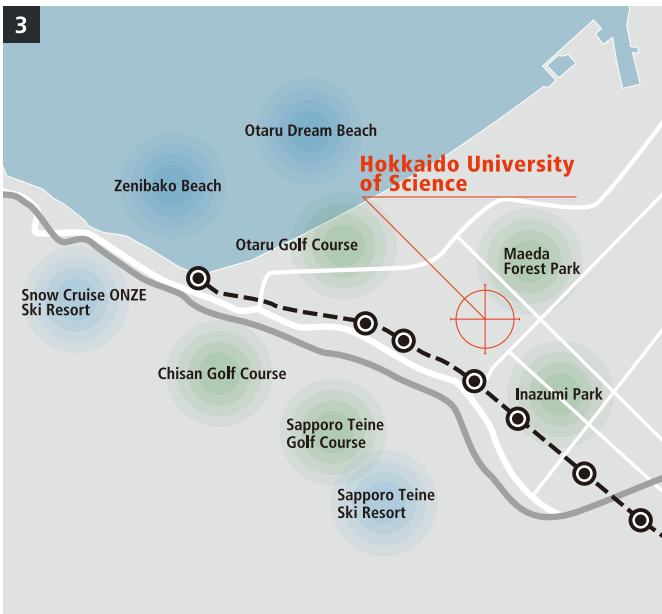 3
Otaru Dream Beach
Hokkaido University
of Science
Zenibako Beach
Otaru Golf Course
Maeda
Forest Park
Snow Cruise ONZE
Ski Resort
Chisan Golf Course
Inazumi Park
Sapporo Teine
Golf Course
Sapporo Teine
Ski Resort